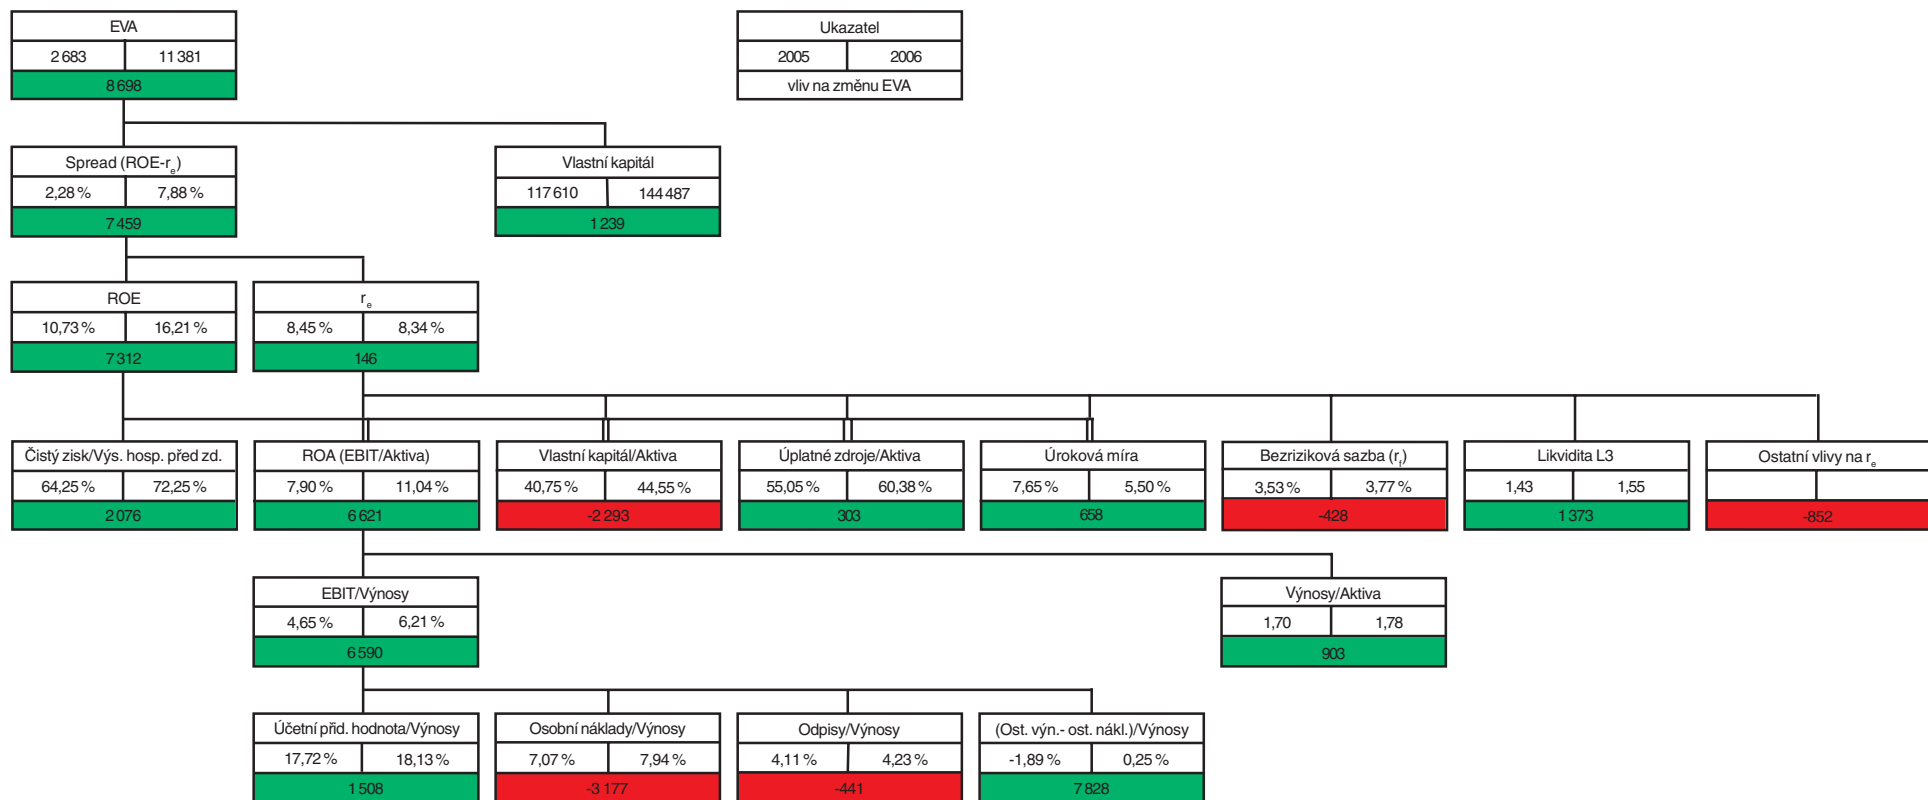 EVA
2 683 11 381
8 698
Ukazatel
2005 2006
vliv na změnu EVA
Spread (ROE-re)
2,28 % 7,88 %
7 459
Vlastní kapitál
117 610 144 487
1 239
ROE
10,73 % 16,21 %
7 312
re
8,45 % 8,34 %
146
Čistý zisk/Výs. hosp. před zd.
64,25 % 72,25 %
2 076
ROA (EBIT/Aktiva)
7,90 % 11,04 %
6 621
Vlastní kapitál/Aktiva
40,75 % 44,55 %
-2 293
Úplatné zdroje/Aktiva
55,05 % 60,38 %
303
Úroková míra
7,65 % 5,50 %
658
Bezriziková sazba (rf)
3,53 % 3,77 %
-428
Likvidita L3
1,43 1,55
1 373
Ostatní vlivy na re
-852
EBIT/Výnosy
4,65 % 6,21 %
6 590
Výnosy/Aktiva
1,70 1,78
903
Účetní přid. hodnota/Výnosy
17,72 % 18,13 %
1 508
Osobní náklady/Výnosy
7,07 % 7,94 %
-3 177
Odpisy/Výnosy
4,11 % 4,23 %
-441
(Ost. výn.- ost. nákl.)/Výnosy
-1,89 % 0,25 %
7 828